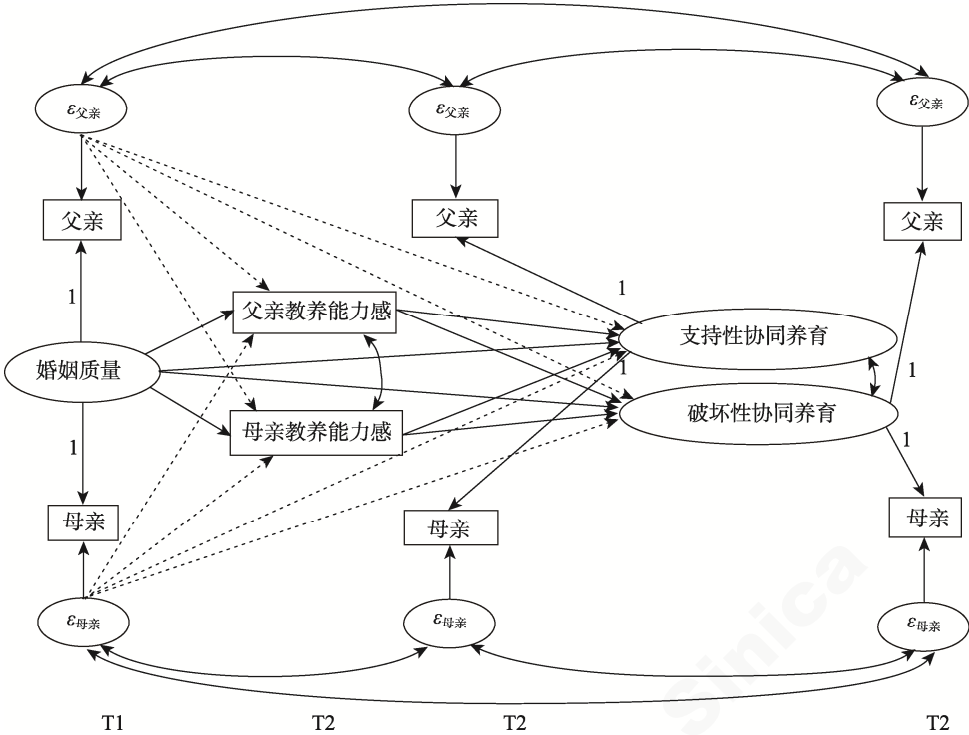 ε父亲 ε父亲 ε父亲
父亲 父亲 父亲
1 1
父亲教养能力感 支持性协同养育
婚姻质量 1 1
母亲教养能力感 破坏性协同养育
1 1
母亲 母亲 母亲
ε母亲 ε母亲 ε母亲
T1 T2 T2 T2
Sinica